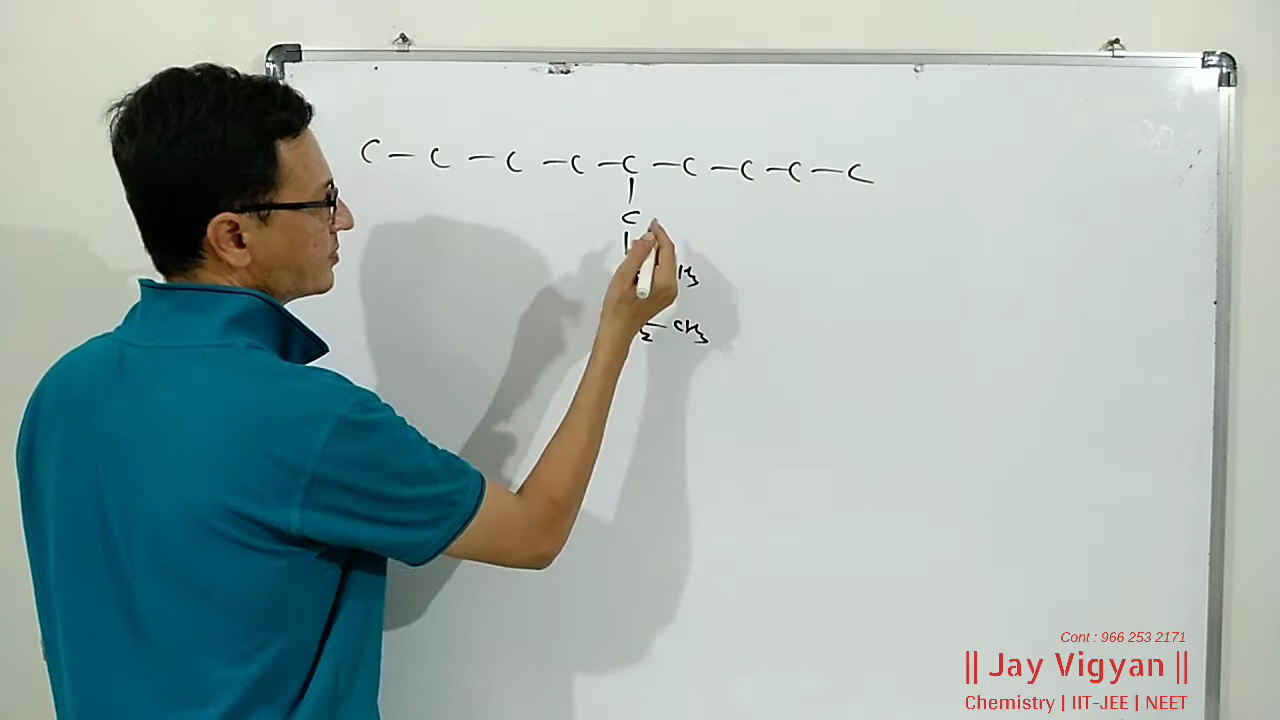 C – C – C – C – C – C – C – C – C
|
C
|
CH₃
CH₃
Cont : 966 253 2171
|| Jay Vigyan ||
Chemistry | IIT-JEE | NEET